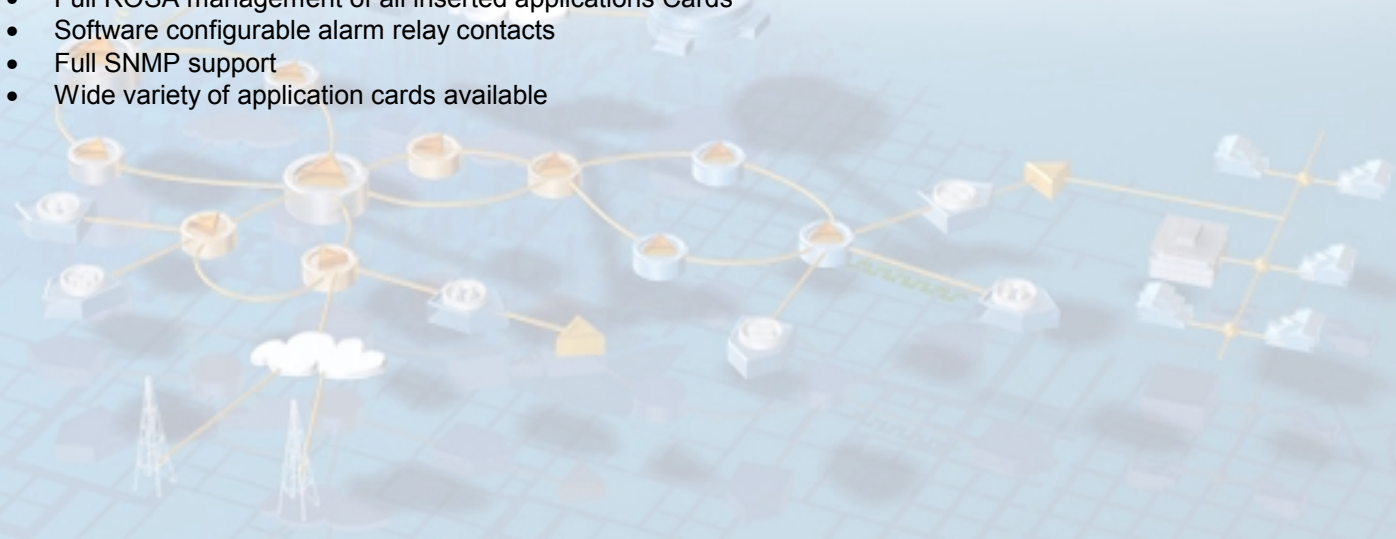 • Full ROSA management of all inserted applications Cards
• Software configurable alarm relay contacts
• Full SNMP support
• Wide variety of application cards available